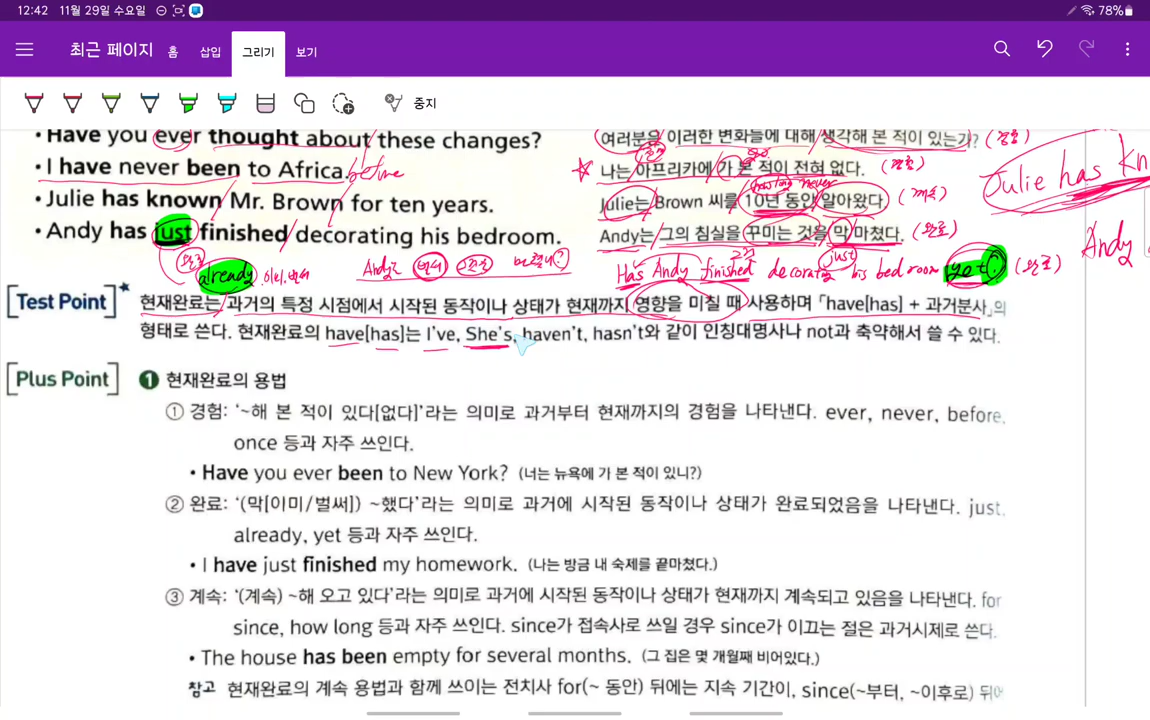 12:42 11월 29일 수요일 78%
최근 페이지 홈 삽입 그리기 보기
중지
• Have you ever thought about these changes? 여러분은 이러한 변화들에 대해 생각해 본 적이 있는가? (경험)
• I have never been to Africa. before 나는 아프리카에 가 본 적이 전혀 없다. (경험)
Julie has
how long never
• Julie has known Mr. Brown for ten years. Julie는 Brown 씨를 10년 동안 알아왔다. (계속)
• Andy has just finished decorating his bedroom. Andy는 그의 침실을 꾸미는 것을 막 마쳤다. (완료)
Andy
완료 already 이미, 벌써 Has Andy finished decorating his bedroom yet? (완료)
just
[Test Point]* 현재완료는 과거의 특정 시점에서 시작된 동작이나 상태가 현재까지 영향을 미칠 때 사용하며 「have[has] + 과거분사」의
형태로 쓴다. 현재완료의 have[has]는 I've, She's, haven't, hasn't와 같이 인칭대명사나 not과 축약해서 쓸 수 있다.
[Plus Point] 1 현재완료의 용법
① 경험: '~해 본 적이 있다[없다]'라는 의미로 과거부터 현재까지의 경험을 나타낸다. ever, never, before,
once 등과 자주 쓰인다.
• Have you ever been to New York? (너는 뉴욕에 가 본 적이 있니?)
② 완료: '(막[이미/벌써]) ~했다'라는 의미로 과거에 시작된 동작이나 상태가 완료되었음을 나타낸다. just,
already, yet 등과 자주 쓰인다.
• I have just finished my homework. (나는 방금 내 숙제를 끝마쳤다.)
③ 계속: '(계속) ~해 오고 있다'라는 의미로 과거에 시작된 동작이나 상태가 현재까지 계속되고 있음을 나타낸다. for
since, how long 등과 자주 쓰인다. since가 접속사로 쓰일 경우 since가 이끄는 절은 과거시제로 쓴다.
• The house has been empty for several months. (그 집은 몇 개월째 비어있다.)
참고 현재완료의 계속 용법과 함께 쓰이는 전치사 for(~ 동안) 뒤에는 지속 기간이, since(~부터, ~이후로) 뒤에